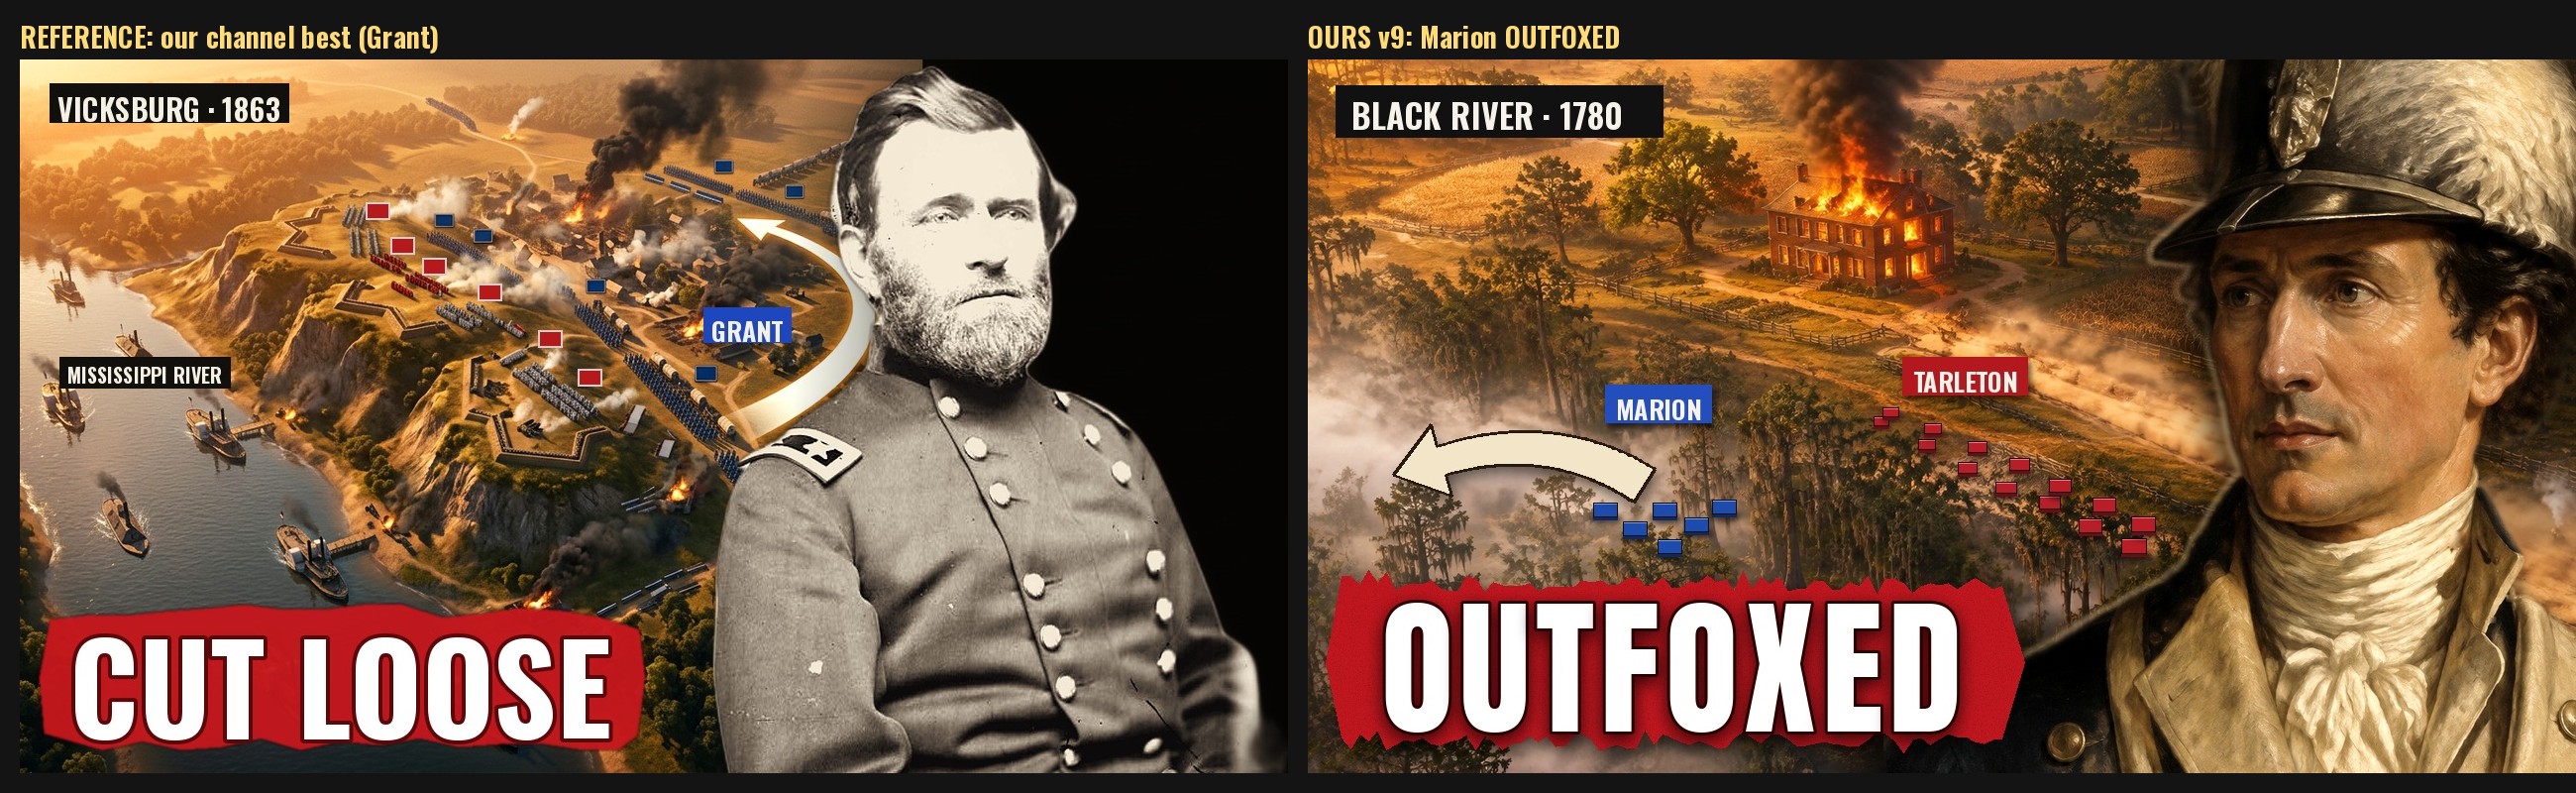 REFERENCE: our channel best (Grant)
VICKSBURG · 1863
GRANT
MISSISSIPPI RIVER
CUT LOOSE
OURS v9: Marion OUTFOXED
BLACK RIVER · 1780
TARLETON
MARION
OUTFOXED